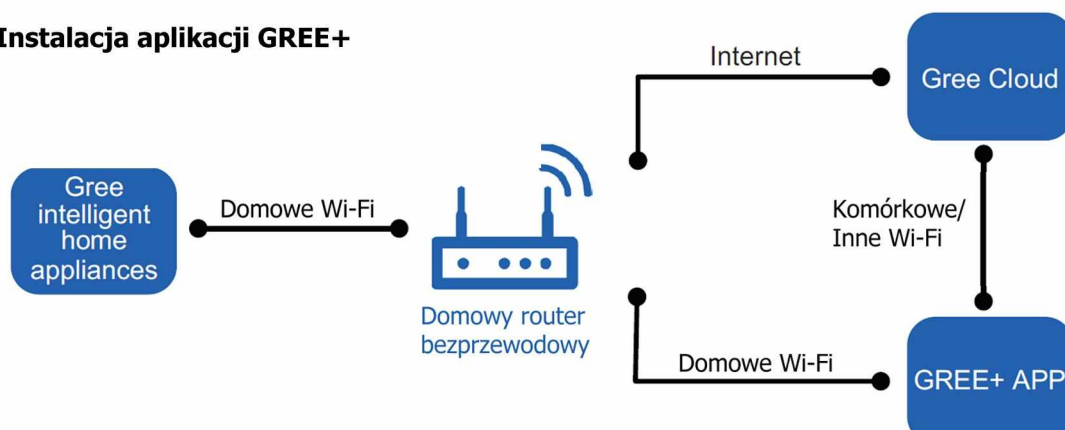 Instalacja aplikacji GREE+
Internet
Gree Cloud
Gree
intelligent
home
appliances
Domowe Wi-Fi
Komórkowe/
Inne Wi-Fi
Domowy router
bezprzewodowy
Domowe Wi-Fi
GREE+ APP